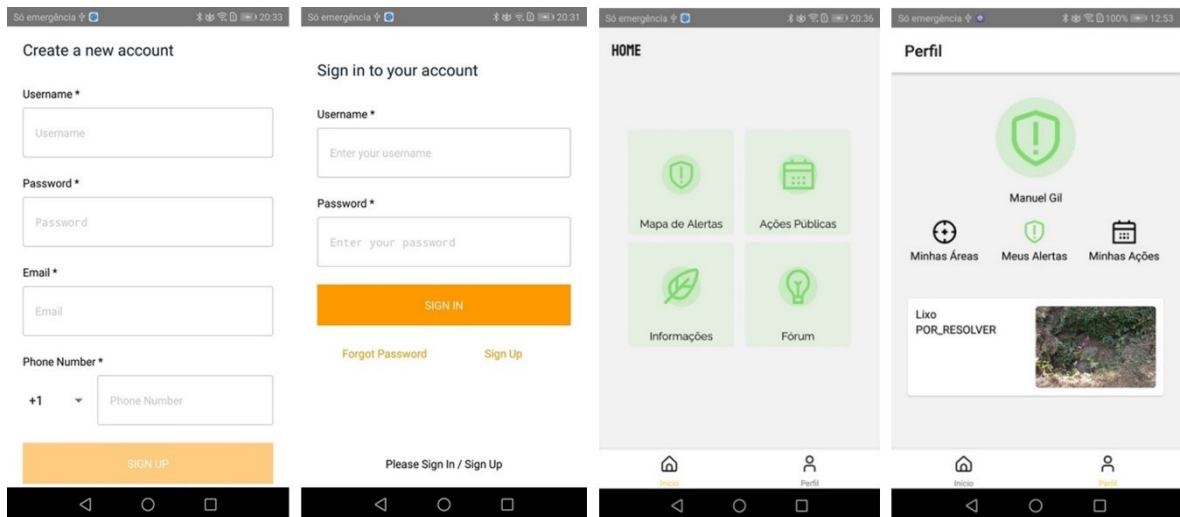 Só emergência 20:33
Create a new account
Username *
Username
Password *
Password
Email *
Email
Phone Number *
+1 Phone Number
SIGN UP
Só emergência 20:31
Sign in to your account
Username *
Enter your username
Password *
Enter your password
SIGN IN
Forgot Password Sign Up
Please Sign In / Sign Up
Só emergência 20:36
HOME
Mapa de Alertas Ações Públicas
Informações Fórum
Início Perfil
Só emergência 100% 12:53
Perfil
Manuel Gil
Minhas Áreas Meus Alertas Minhas Ações
Lixo
POR_RESOLVER
Início Perfil